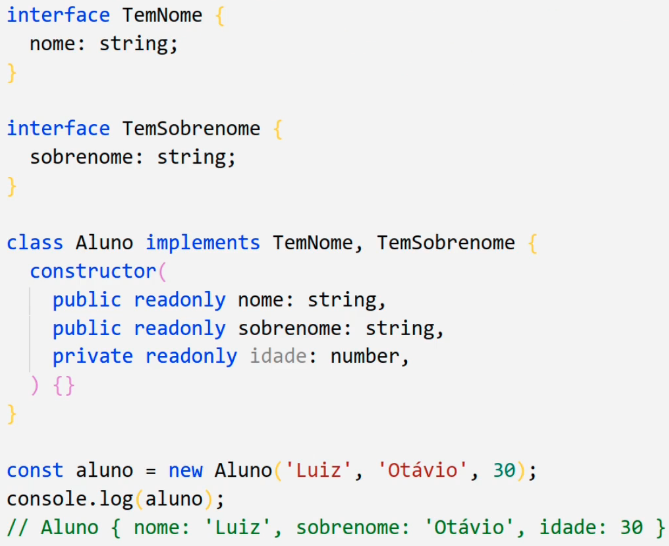 interface TemNome {
  nome: string;
}

interface TemSobrenome {
  sobrenome: string;
}

class Aluno implements TemNome, TemSobrenome {
  constructor(
    public readonly nome: string,
    public readonly sobrenome: string,
    private readonly idade: number,
  ) {}
}

const aluno = new Aluno('Luiz', 'Otávio', 30);
console.log(aluno);
// Aluno { nome: 'Luiz', sobrenome: 'Otávio', idade: 30 }